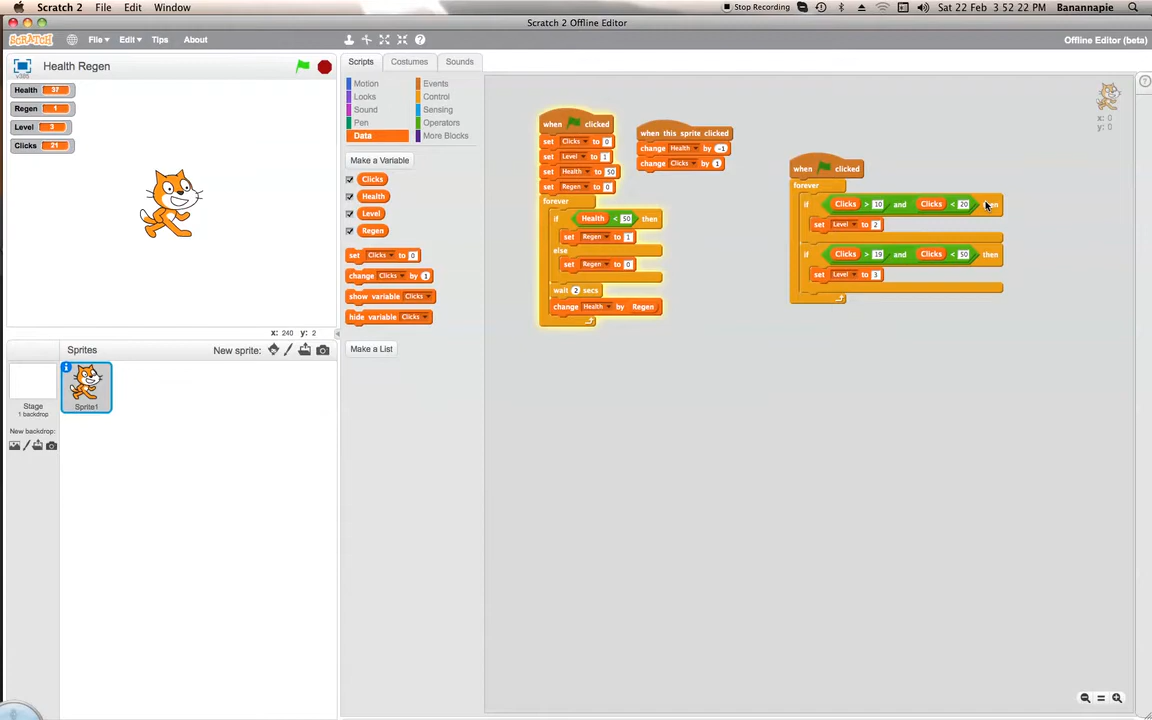 Scratch 2 File Edit Window Stop Recording Sat 22 Feb 3 52 22 PM Banannapie
Scratch 2 Offline Editor
SCRATCH File Edit Tips About Offline Editor (beta)
Health Regen
v385
Scripts Costumes Sounds
Health 37
Regen 1
Level 3
Clicks 21
Motion Events
Looks Control
Sound Sensing
Pen Operators
Data More Blocks
Make a Variable
Clicks
Health
Level
Regen
set Clicks to 0
change Clicks by 1
show variable Clicks
hide variable Clicks
Make a List
when clicked
set Clicks to 0
set Level to 1
set Health to 50
set Regen to 0
forever
if Health < 50 then
set Regen to 1
else
set Regen to 0
wait 2 secs
change Health by Regen
when this sprite clicked
change Health by -1
change Clicks by 1
when clicked
forever
if Clicks > 10 and Clicks < 20 then
set Level to 2
if Clicks > 19 and Clicks < 50 then
set Level to 3
x: 0
y: 0
x: 240 y: 2
Sprites New sprite:
Stage
1 backdrop
New backdrop:
Sprite1